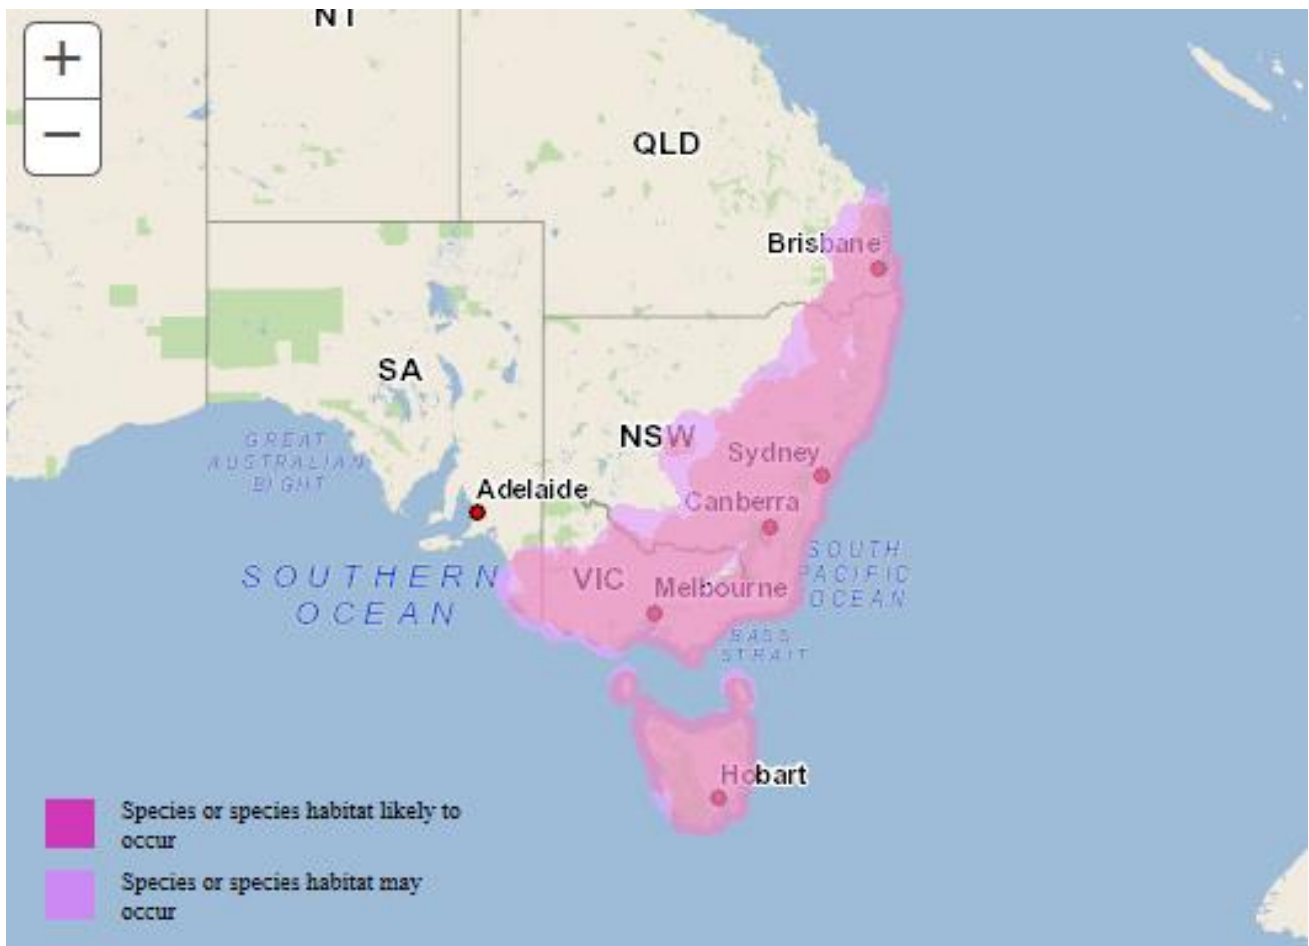 NT
+
−
QLD
Brisbane
SA
NSW
GREAT
AUSTRALIAN
BIGHT
Sydney
Adelaide
Canberra
SOUTHERN
OCEAN
SOUTH
PACIFIC
OCEAN
VIC
Melbourne
BASS
STRAIT
Hobart
Species or species habitat likely to
occur
Species or species habitat may
occur